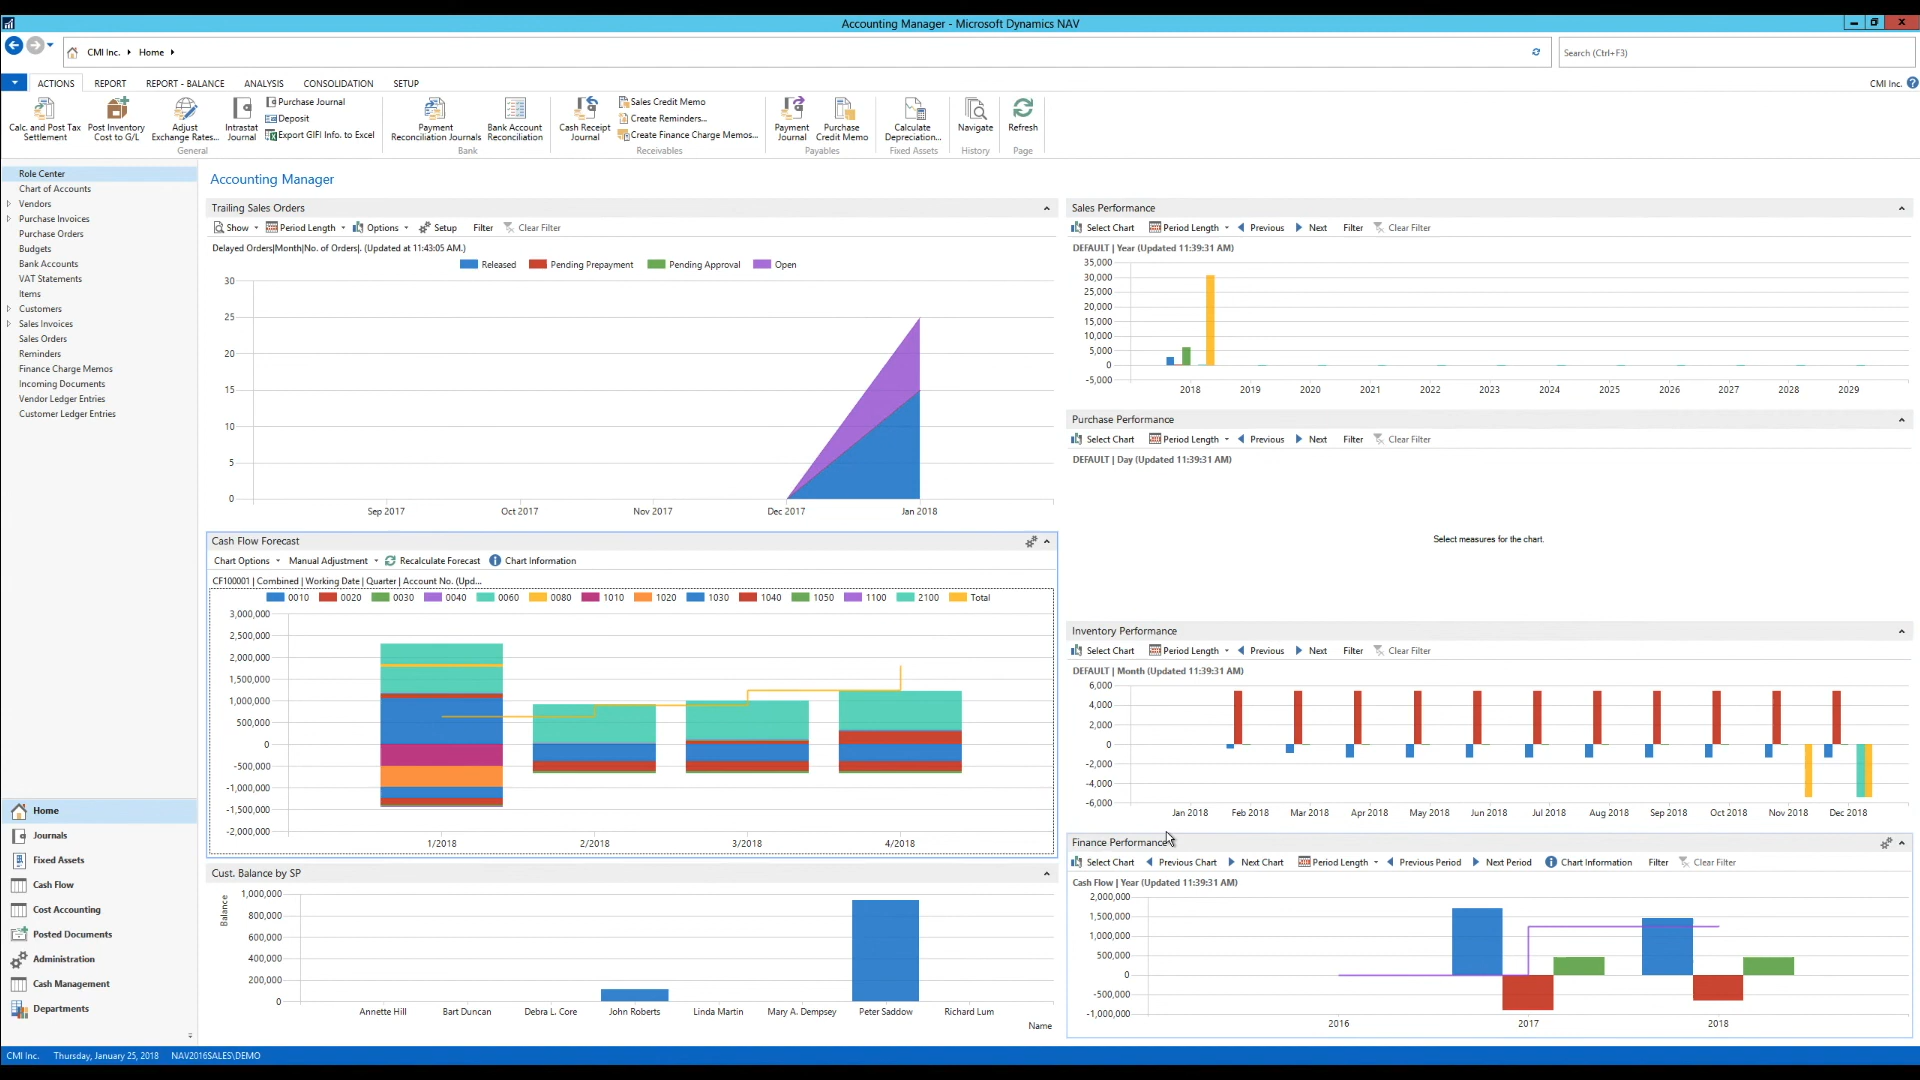 Accounting Manager - Microsoft Dynamics NAV
CMI Inc. Home
Search (Ctrl+F3)
ACTIONS REPORT REPORT - BALANCE ANALYSIS CONSOLIDATION SETUP
CMI Inc.
Calc. and Post Tax Settlement
Post Inventory Cost to G/L
Adjust Exchange Rates...
Intrastat Journal
Purchase Journal
Deposit
Export GIFI Info. to Excel
General
Payment Reconciliation Journals
Bank Account Reconciliation
Bank
Cash Receipt Journal
Sales Credit Memo
Create Reminders...
Create Finance Charge Memos...
Receivables
Payment Journal
Purchase Credit Memo
Payables
Calculate Depreciation...
Fixed Assets
Navigate
History
Refresh
Page
Role Center
Chart of Accounts
Vendors
Purchase Invoices
Purchase Orders
Budgets
Bank Accounts
VAT Statements
Items
Customers
Sales Invoices
Sales Orders
Reminders
Finance Charge Memos
Incoming Documents
Vendor Ledger Entries
Customer Ledger Entries
Home
Journals
Fixed Assets
Cash Flow
Cost Accounting
Posted Documents
Administration
Cash Management
Departments
Accounting Manager
Trailing Sales Orders
Show Period Length Options Setup Filter Clear Filter
Delayed Orders|Month|No. of Orders|. (Updated at 11:43:05 AM.)
Released Pending Prepayment Pending Approval Open
30
25
20
15
10
5
0
Sep 2017 Oct 2017 Nov 2017 Dec 2017 Jan 2018
Cash Flow Forecast
Chart Options Manual Adjustment Recalculate Forecast Chart Information
CF100001 | Combined | Working Date | Quarter | Account No. (Upd...
0010 0020 0030 0040 0060 0080 1010 1020 1030 1040 1050 1100 2100 Total
3,000,000
2,500,000
2,000,000
1,500,000
1,000,000
500,000
0
-500,000
-1,000,000
-1,500,000
-2,000,000
1/2018 2/2018 3/2018 4/2018
Cust. Balance by SP
Balance
1,000,000
800,000
600,000
400,000
200,000
0
Annette Hill Bart Duncan Debra L. Core John Roberts Linda Martin Mary A. Dempsey Peter Saddow Richard Lum
Name
Sales Performance
Select Chart Period Length Previous Next Filter Clear Filter
DEFAULT | Year (Updated 11:39:31 AM)
35,000
30,000
25,000
20,000
15,000
10,000
5,000
0
-5,000
2018 2019 2020 2021 2022 2023 2024 2025 2026 2027 2028 2029
Purchase Performance
Select Chart Period Length Previous Next Filter Clear Filter
DEFAULT | Day (Updated 11:39:31 AM)
Select measures for the chart.
Inventory Performance
Select Chart Period Length Previous Next Filter Clear Filter
DEFAULT | Month (Updated 11:39:31 AM)
6,000
4,000
2,000
0
-2,000
-4,000
-6,000
Jan 2018 Feb 2018 Mar 2018 Apr 2018 May 2018 Jun 2018 Jul 2018 Aug 2018 Sep 2018 Oct 2018 Nov 2018 Dec 2018
Finance Performance
Select Chart Previous Chart Next Chart Period Length Previous Period Next Period Chart Information Filter Clear Filter
Cash Flow | Year (Updated 11:39:31 AM)
2,000,000
1,500,000
1,000,000
500,000
0
-500,000
-1,000,000
2016 2017 2018
CMI Inc. Thursday, January 25, 2018 NAV2016SALES\DEMO